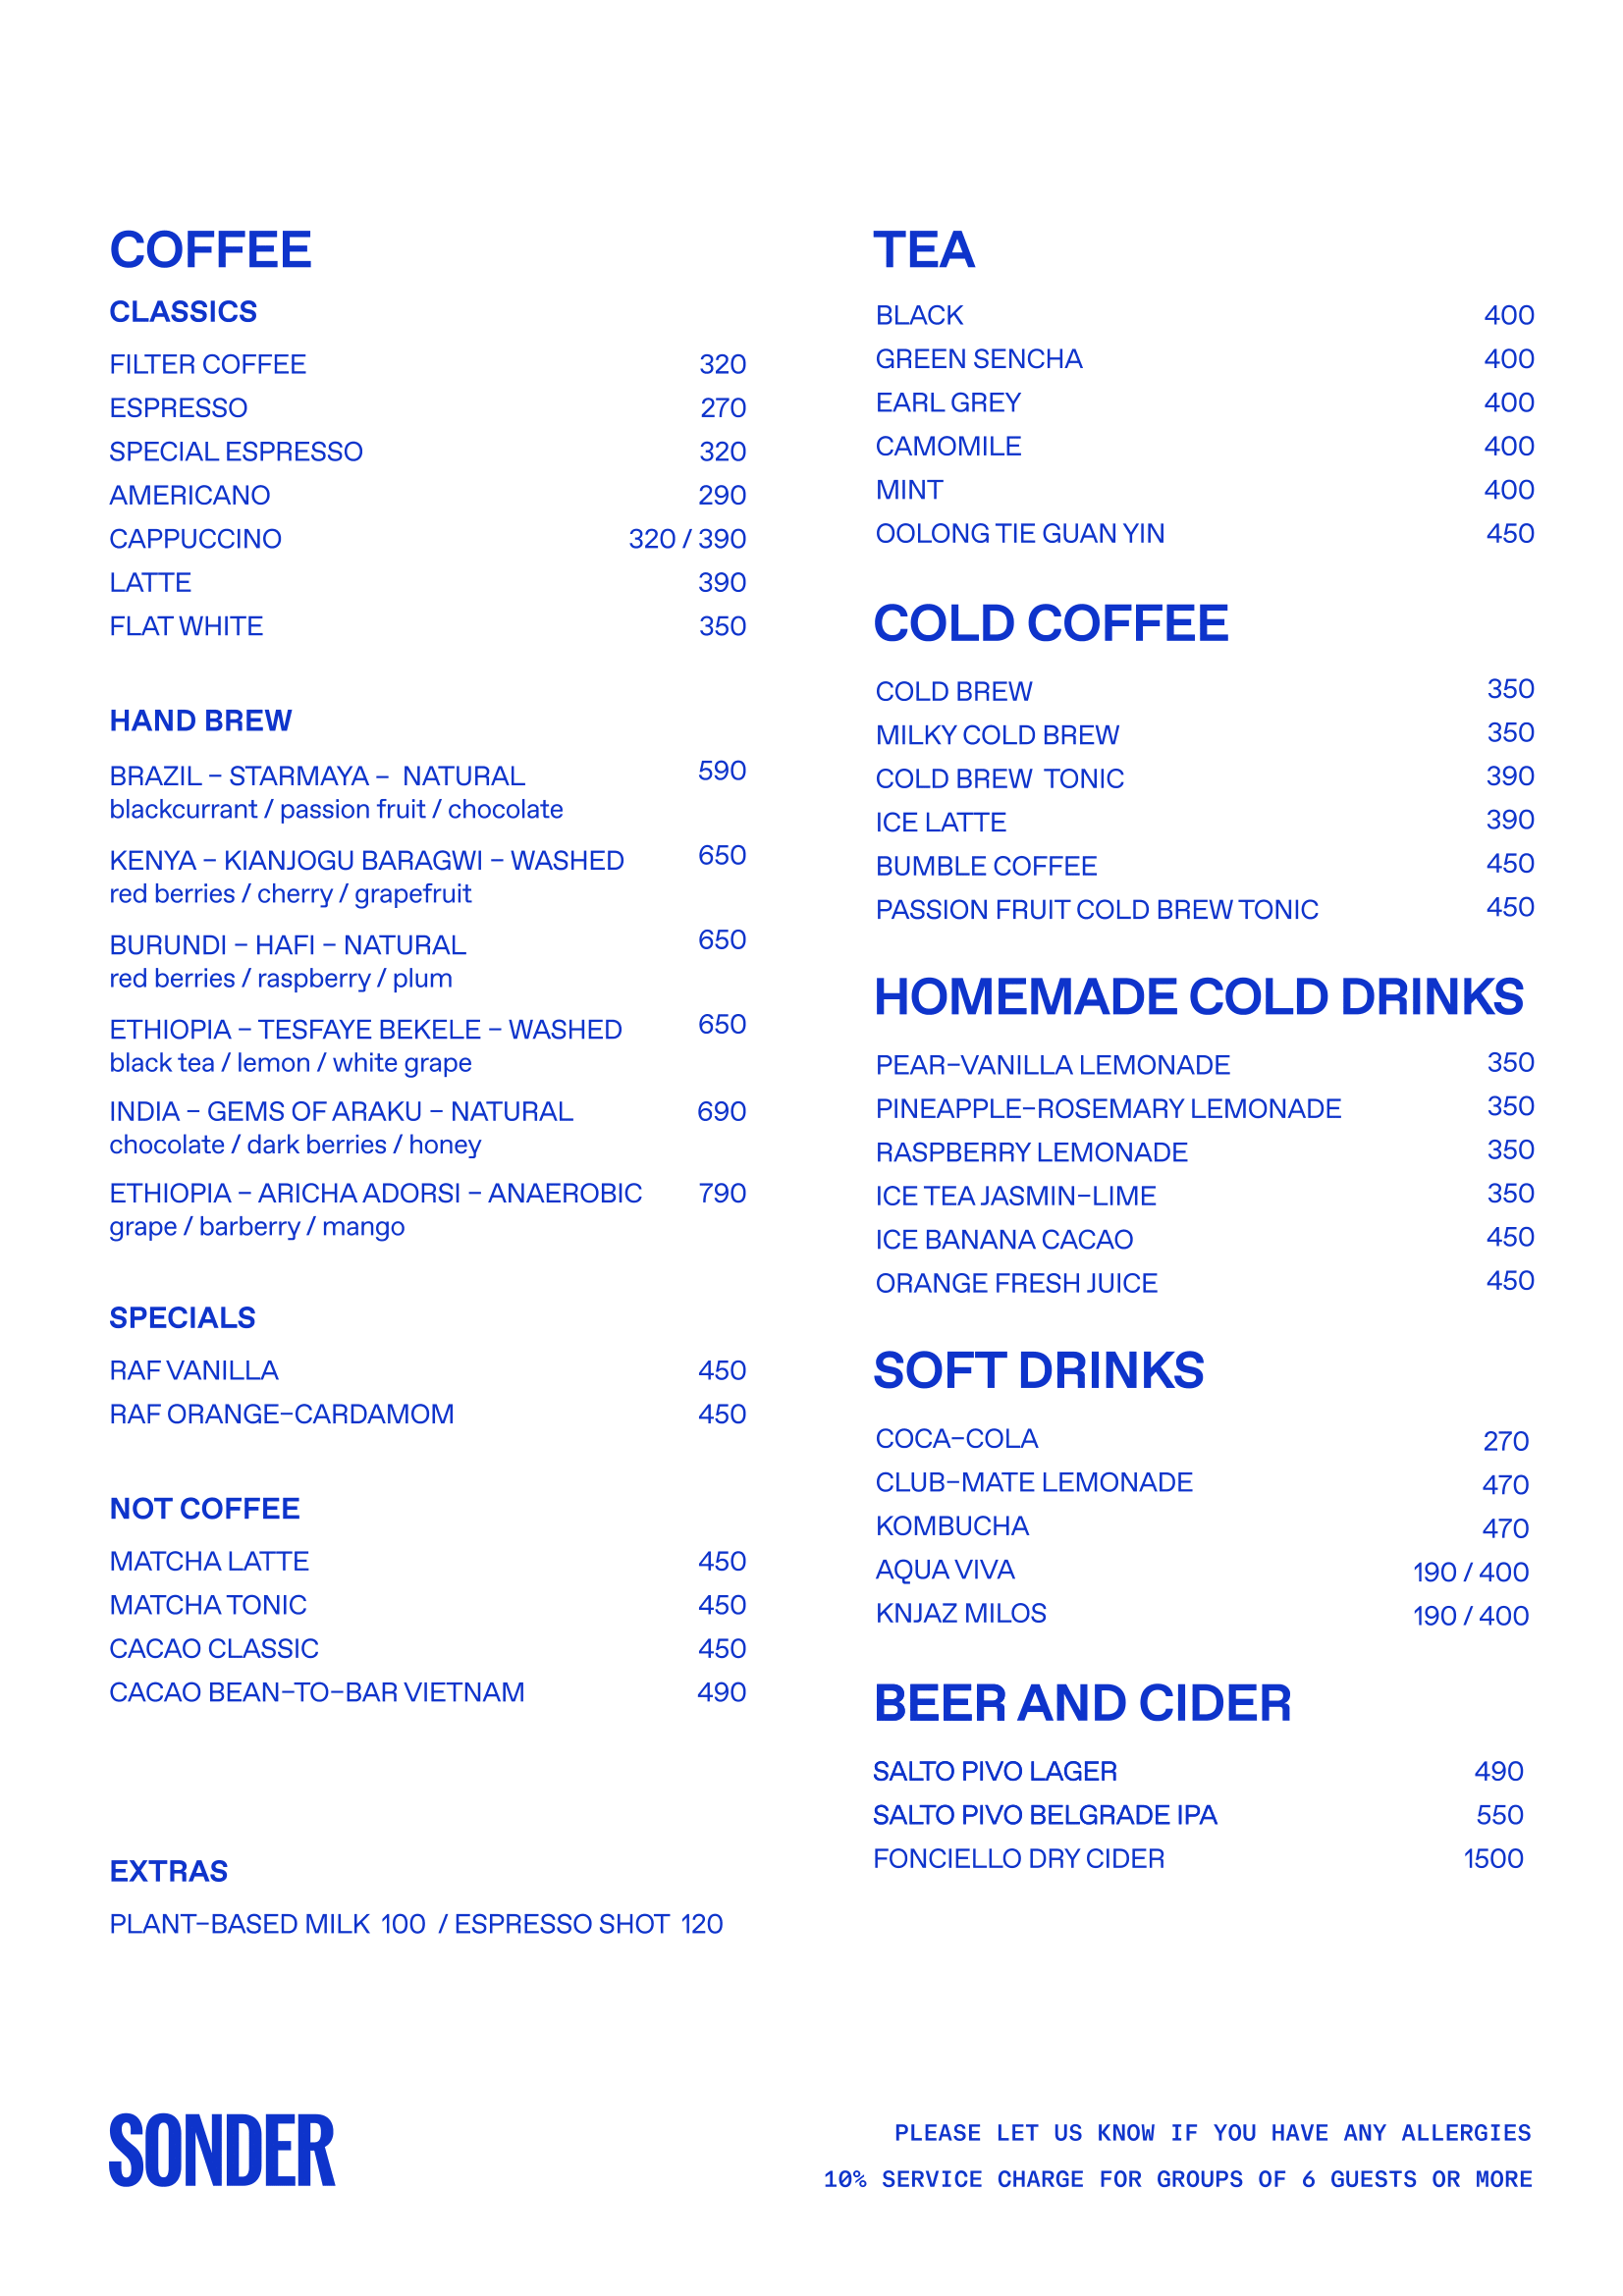 COFFEE
CLASSICS
FILTER COFFEE 320
ESPRESSO 270
SPECIAL ESPRESSO 320
AMERICANO 290
CAPPUCCINO 320 / 390
LATTE 390
FLAT WHITE 350
HAND BREW
BRAZIL – STARMAYA – NATURAL 590
blackcurrant / passion fruit / chocolate
KENYA – KIANJOGU BARAGWI – WASHED 650
red berries / cherry / grapefruit
BURUNDI – HAFI – NATURAL 650
red berries / raspberry / plum
ETHIOPIA – TESFAYE BEKELE – WASHED 650
black tea / lemon / white grape
INDIA – GEMS OF ARAKU – NATURAL 690
chocolate / dark berries / honey
ETHIOPIA – ARICHA ADORSI – ANAEROBIC 790
grape / barberry / mango
SPECIALS
RAF VANILLA 450
RAF ORANGE–CARDAMOM 450
NOT COFFEE
MATCHA LATTE 450
MATCHA TONIC 450
CACAO CLASSIC 450
CACAO BEAN–TO–BAR VIETNAM 490
EXTRAS
PLANT–BASED MILK 100 / ESPRESSO SHOT 120
TEA
BLACK 400
GREEN SENCHA 400
EARL GREY 400
CAMOMILE 400
MINT 400
OOLONG TIE GUAN YIN 450
COLD COFFEE
COLD BREW 350
MILKY COLD BREW 350
COLD BREW TONIC 390
ICE LATTE 390
BUMBLE COFFEE 450
PASSION FRUIT COLD BREW TONIC 450
HOMEMADE COLD DRINKS
PEAR–VANILLA LEMONADE 350
PINEAPPLE–ROSEMARY LEMONADE 350
RASPBERRY LEMONADE 350
ICE TEA JASMIN–LIME 350
ICE BANANA CACAO 450
ORANGE FRESH JUICE 450
SOFT DRINKS
COCA–COLA 270
CLUB–MATE LEMONADE 470
KOMBUCHA 470
AQUA VIVA 190 / 400
KNJAZ MILOS 190 / 400
BEER AND CIDER
SALTO PIVO LAGER 490
SALTO PIVO BELGRADE IPA 550
FONCIELLO DRY CIDER 1500
SONDER
PLEASE LET US KNOW IF YOU HAVE ANY ALLERGIES
10% SERVICE CHARGE FOR GROUPS OF 6 GUESTS OR MORE